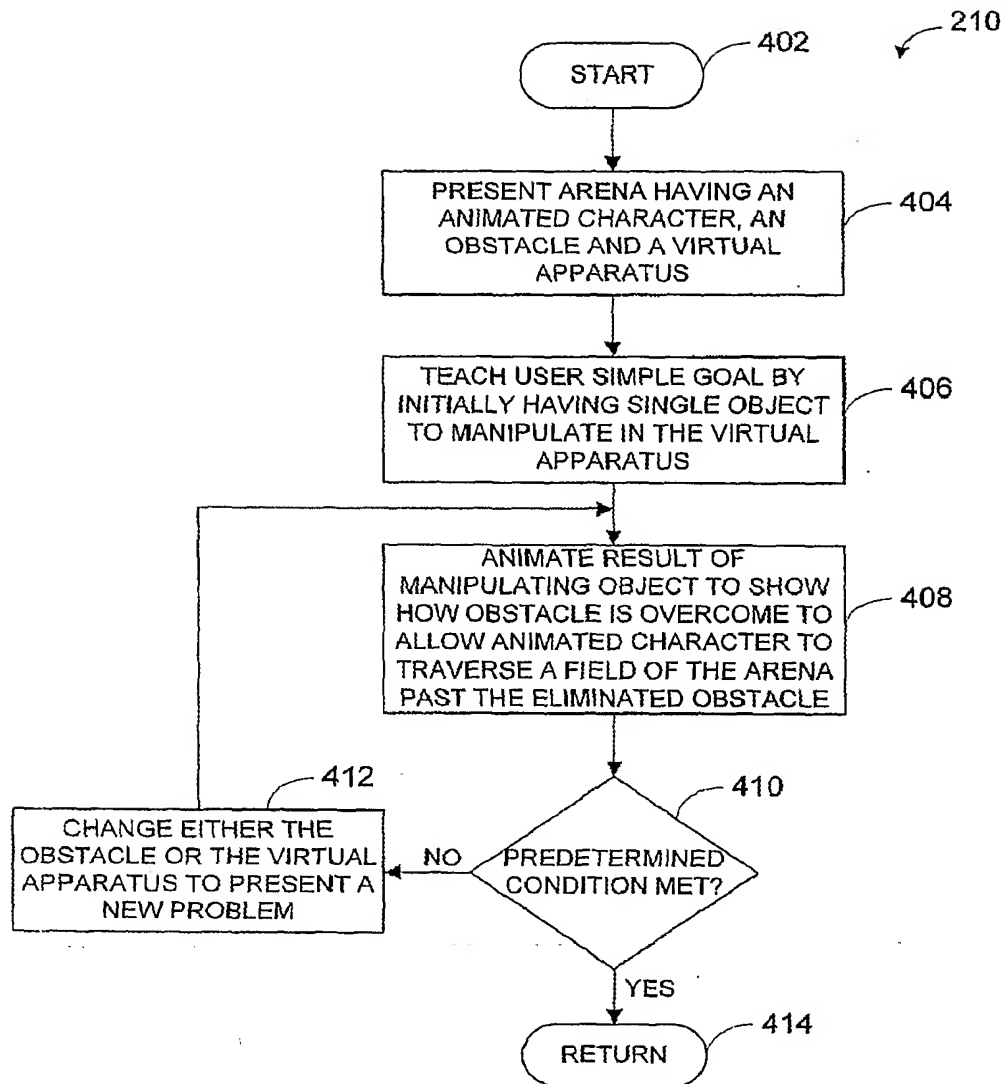 210
402
START
PRESENT ARENA HAVING AN
ANIMATED CHARACTER, AN
OBSTACLE AND A VIRTUAL
APPARATUS
404
TEACH USER SIMPLE GOAL BY
INITIALLY HAVING SINGLE OBJECT
TO MANIPULATE IN THE VIRTUAL
APPARATUS
406
ANIMATE RESULT OF
MANIPULATING OBJECT TO SHOW
HOW OBSTACLE IS OVERCOME TO
ALLOW ANIMATED CHARACTER TO
TRAVERSE A FIELD OF THE ARENA
PAST THE ELIMINATED OBSTACLE
408
410
PREDETERMINED
CONDITION MET?
NO
412
CHANGE EITHER THE
OBSTACLE OR THE VIRTUAL
APPARATUS TO PRESENT A
NEW PROBLEM
YES
414
RETURN